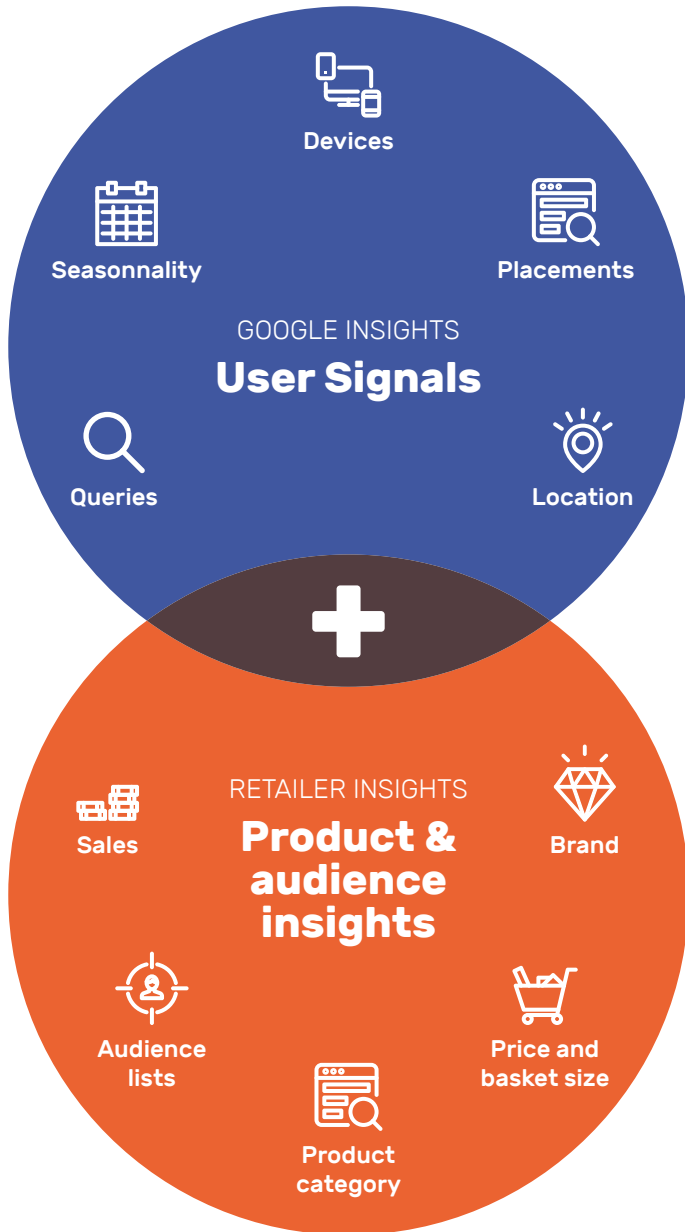 Devices
Seasonnality
Placements
GOOGLE INSIGHTS
User Signals
Queries
Location
RETAILER INSIGHTS
Product &
audience
insights
Sales
Brand
Audience
lists
Price and
basket size
Product
category